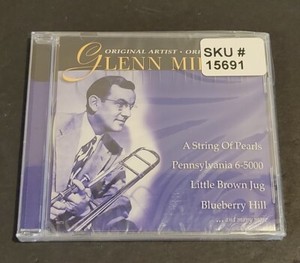 ORIGINAL ARTIST • ORI
GLENN MI
SKU #
15691
A String Of Pearls
Pennsylvania 6-5000
Little Brown Jug
Blueberry Hill
...and many more